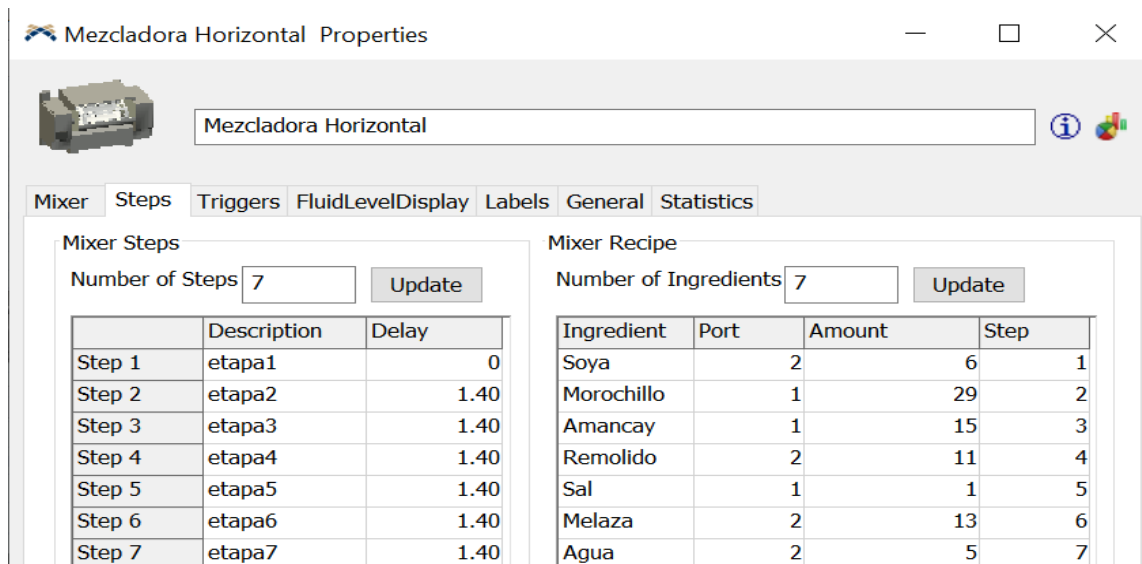 Mezcladora Horizontal Properties
Mezcladora Horizontal
Mixer Steps Triggers FluidLevelDisplay Labels General Statistics
Mixer Steps
Number of Steps 7 Update
Description Delay
Step 1 etapa1 0
Step 2 etapa2 1.40
Step 3 etapa3 1.40
Step 4 etapa4 1.40
Step 5 etapa5 1.40
Step 6 etapa6 1.40
Step 7 etapa7 1.40
Mixer Recipe
Number of Ingredients 7 Update
Ingredient Port Amount Step
Soya 2 6 1
Morochillo 1 29 2
Amancay 1 15 3
Remolido 2 11 4
Sal 1 1 5
Melaza 2 13 6
Agua 2 5 7